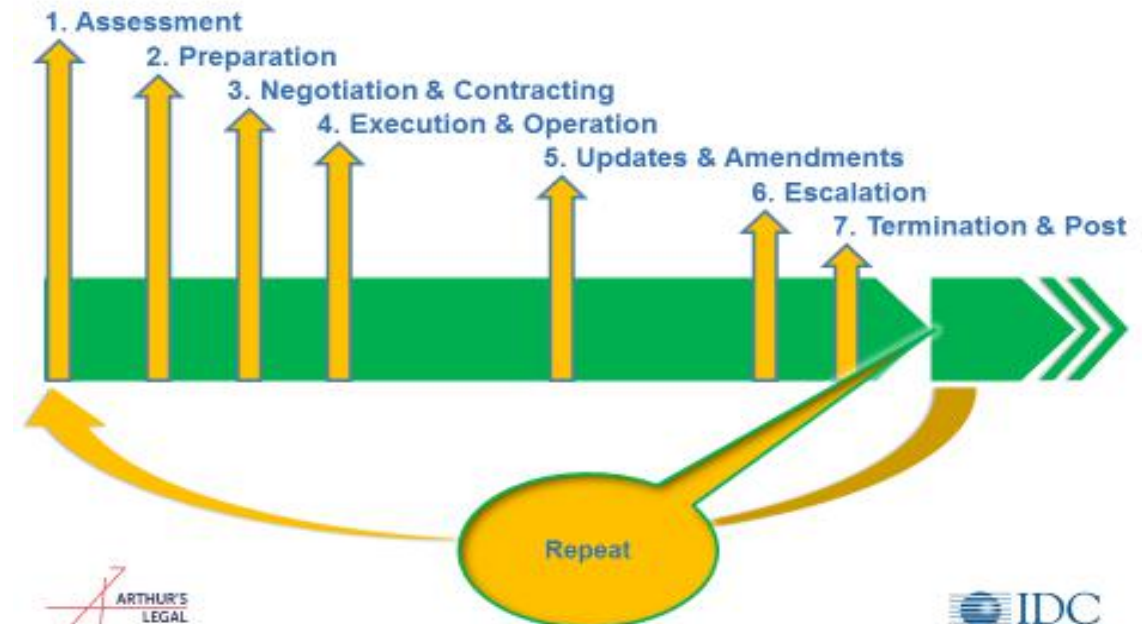 1. Assessment
2. Preparation
3. Negotiation & Contracting
4. Execution & Operation
5. Updates & Amendments
6. Escalation
7. Termination & Post
Repeat
ARTHUR'S
LEGAL
IDC